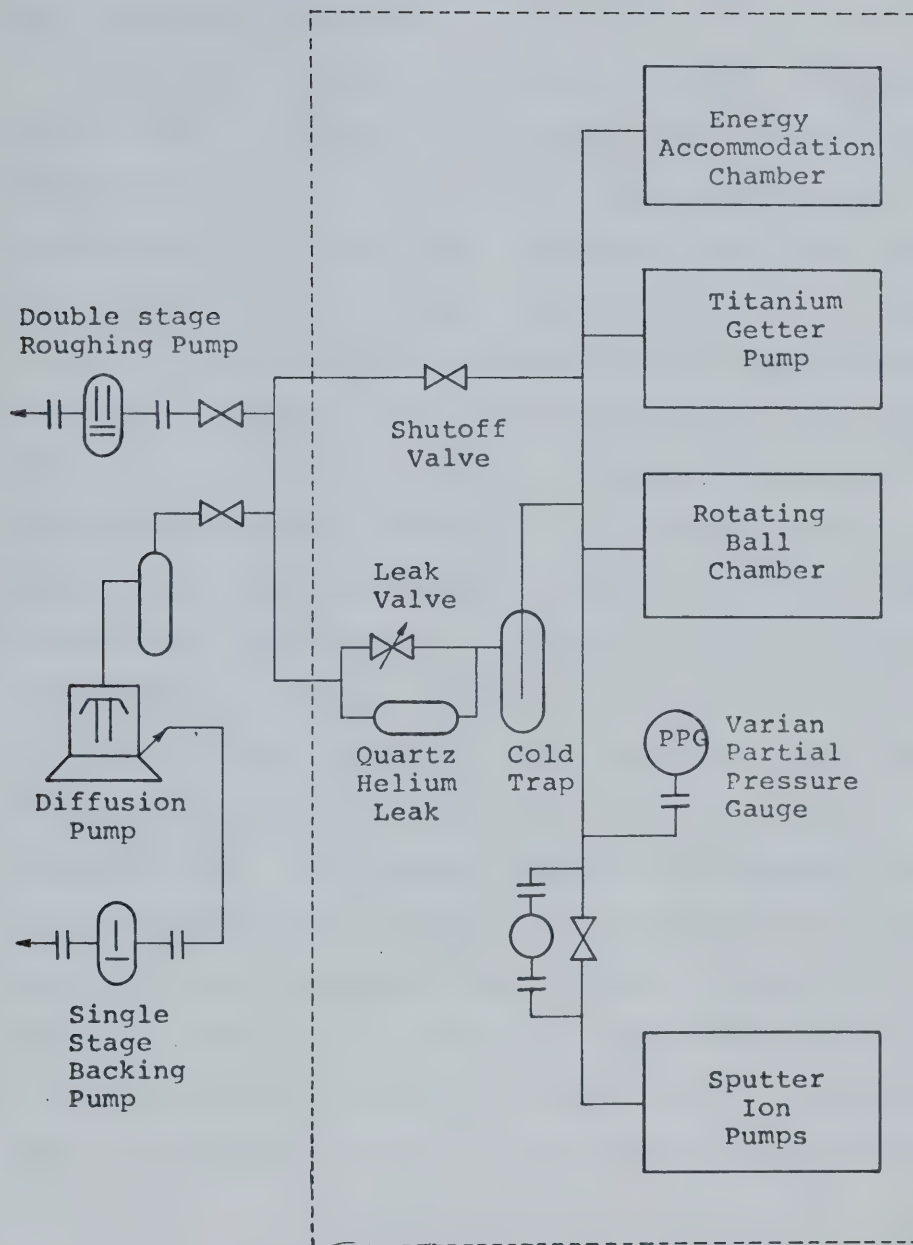 Energy
Accommodation
Chamber
Double stage
Roughing Pump
Titanium
Getter
Pump
Shutoff
Valve
Rotating
Ball
Chamber
Leak
Valve
Quartz
Helium
Leak
Cold
Trap
PPG
Varian
Partial
Pressure
Gauge
Diffusion
Pump
Single
Stage
Backing
Pump
Sputter
Ion
Pumps